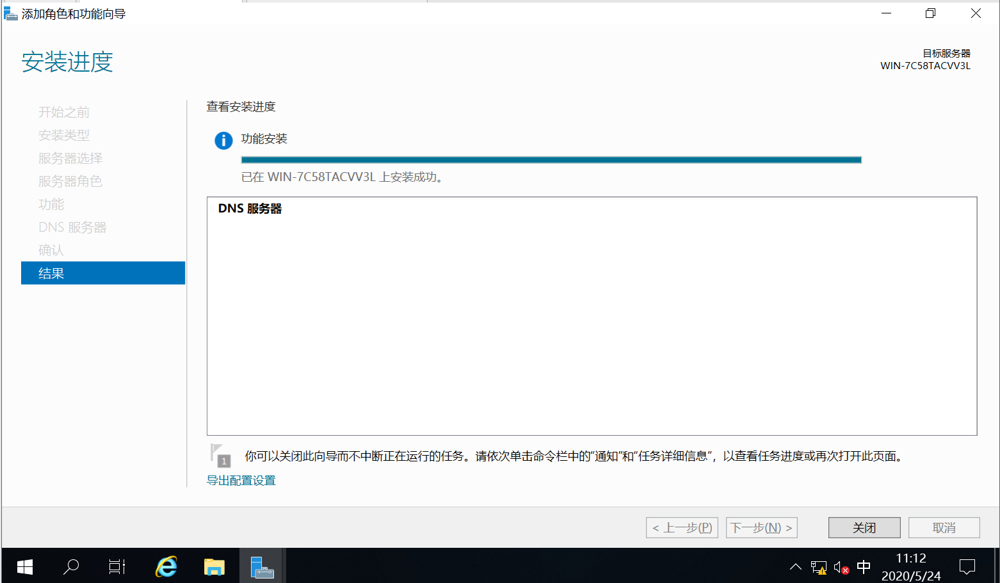 添加角色和功能向导
安装进度
目标服务器
WIN-7C58TACVV3L
开始之前
安装类型
服务器选择
服务器角色
功能
DNS 服务器
确认
结果
查看安装进度
功能安装
已在 WIN-7C58TACVV3L 上安装成功。
DNS 服务器
1
你可以关闭此向导而不中断正在运行的任务。请依次单击命令栏中的“通知”和“任务详细信息”，以查看任务进度或再次打开此页面。
导出配置设置
< 上一步(P)
下一步(N) >
关闭
取消
中
11:12
2020/5/24